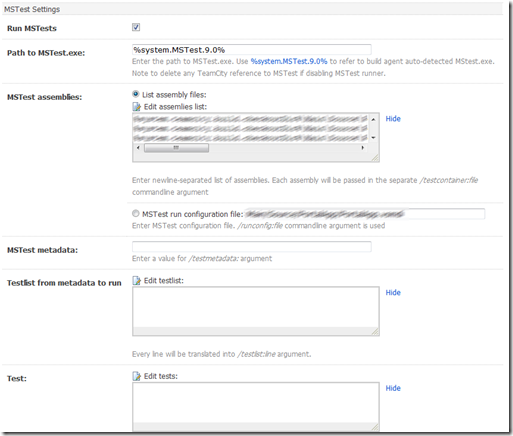 MSTest Settings
Run MSTests
Path to MSTest.exe:
%system.MSTest.9.0%
Enter the path to MSTest.exe. Use %system.MSTest.9.0% to refer to build agent auto-detected MStest.exe.
Note to delete any TeamCity reference to MSTest if disabling MSTest runner.
MSTest assemblies:
List assembly files:
Edit assemlies list:
Hide
Enter newline-separated list of assemblies. Each assembly will be passed in the separate /testcontainer:file
commandline argument
MSTest run configuration file:
Enter MSTest configuration file. /runconfig:file commandline argument is used
MSTest metadata:
Enter a value for /testmetadata: argument
Testlist from metadata to run
Edit testlist:
Hide
Every line will be translated into /testlist:line argument.
Test:
Edit tests:
Hide